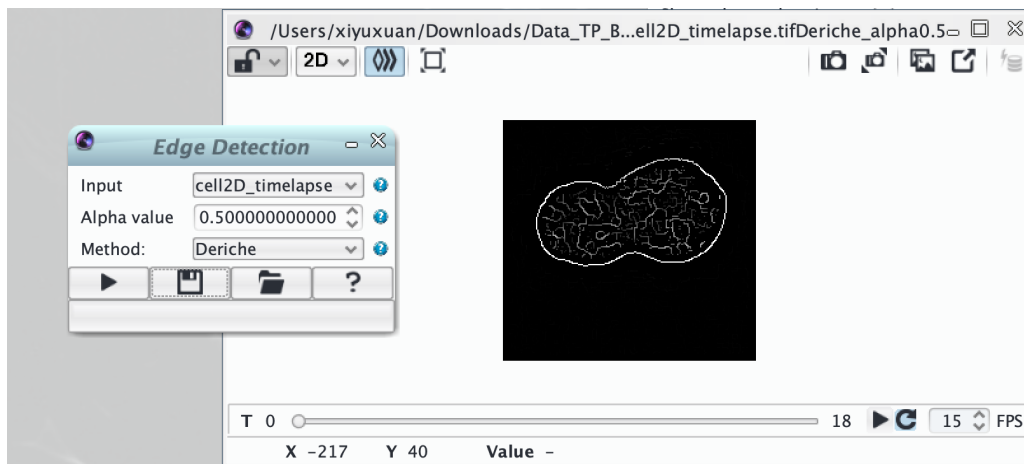 /Users/xiyuxuan/Downloads/Data_TP_B...ell2D_timelapse.tifDeriche_alpha0.5
2D
Edge Detection
Input cell2D_timelapse
Alpha value 0.500000000000
Method: Deriche
?
T 0 18 15 FPS
X -217 Y 40 Value -